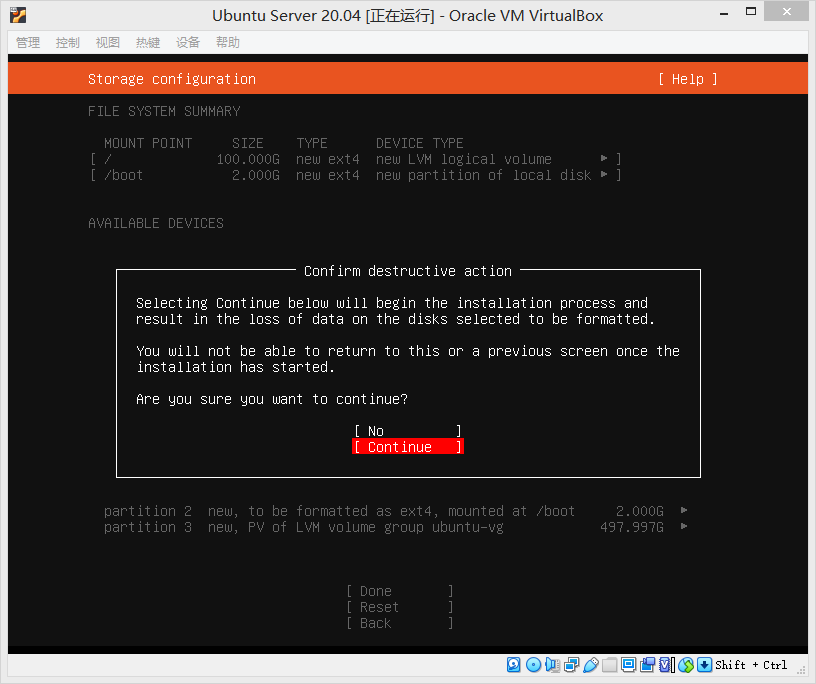 Ubuntu Server 20.04 [正在运行] - Oracle VM VirtualBox
管理 控制 视图 热键 设备 帮助
Storage configuration [ Help ]
FILE SYSTEM SUMMARY
MOUNT POINT SIZE TYPE DEVICE TYPE
[ / 100.000G new ext4 new LVM logical volume ▸ ]
[ /boot 2.000G new ext4 new partition of local disk ▸ ]
AVAILABLE DEVICES
Confirm destructive action
Selecting Continue below will begin the installation process and
result in the loss of data on the disks selected to be formatted.
You will not be able to return to this or a previous screen once the
installation has started.
Are you sure you want to continue?
[ No ]
[ Continue ]
partition 2 new, to be formatted as ext4, mounted at /boot 2.000G ▸
partition 3 new, PV of LVM volume group ubuntu-vg 497.997G ▸
[ Done ]
[ Reset ]
[ Back ]
Shift + Ctrl